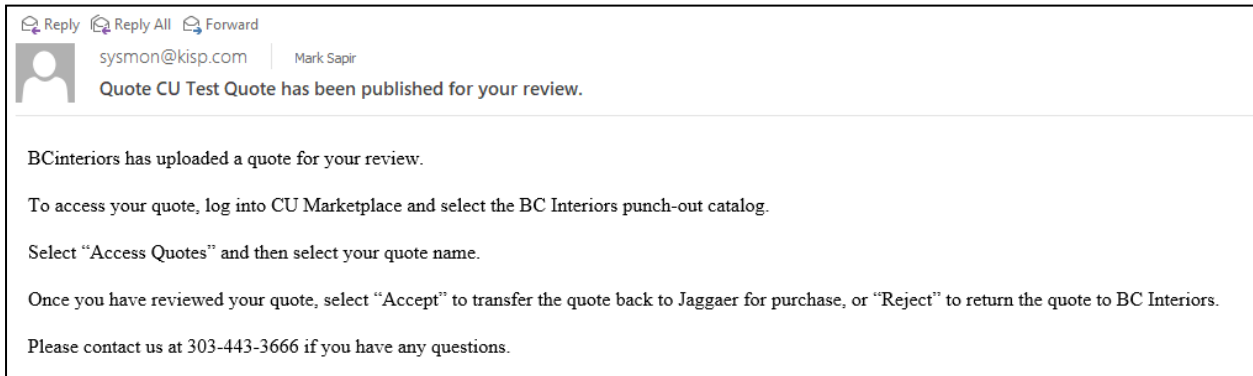 Reply Reply All Forward
sysmon@kisp.com Mark Sapir
Quote CU Test Quote has been published for your review.
BCinteriors has uploaded a quote for your review.
To access your quote, log into CU Marketplace and select the BC Interiors punch-out catalog.
Select “Access Quotes” and then select your quote name.
Once you have reviewed your quote, select “Accept” to transfer the quote back to Jaggaer for purchase, or “Reject” to return the quote to BC Interiors.
Please contact us at 303-443-3666 if you have any questions.